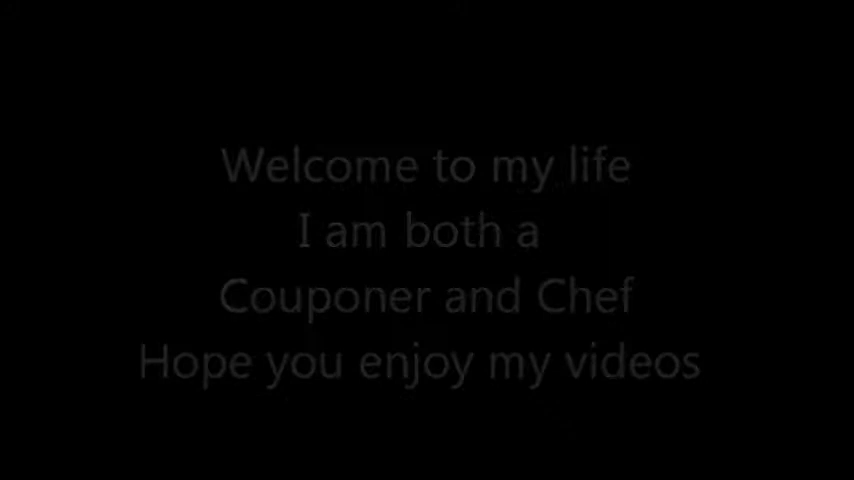 Welcome to my life
I am both a
Couponer and Chef
Hope you enjoy my videos